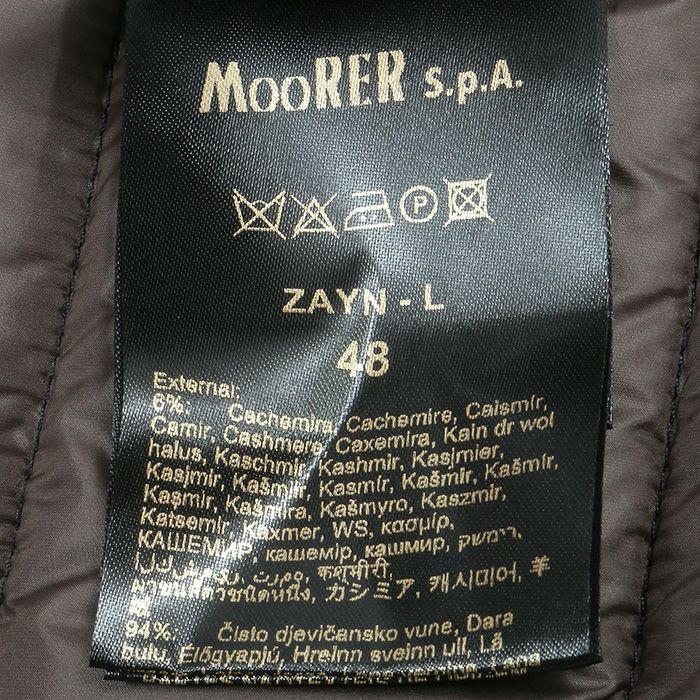 MOORER S.p.A.
P
ZAYN - L
48
External:
6%: Cachemira, Cachemire, Caismír,
Camir, Cashmere, Caxemira, Kain dr wol
halus, Kaschmir, Kashmir, Kasjmier,
Kasjmir, Kašmir, Kasmír, Kašmír, Kašmír,
Kaşmir, Kašmira, Kašmyro, Kaszmir,
Katsemir, Kaxmer, WS, κασμίρ,
КАШЕМИР, кашемір, кашмир,
कश्मीरी,
カシミア, 캐시미어, 羊
94%: Čisto djevičansko vune, Dara
bulu, Hreinn sveinn ull, Lã